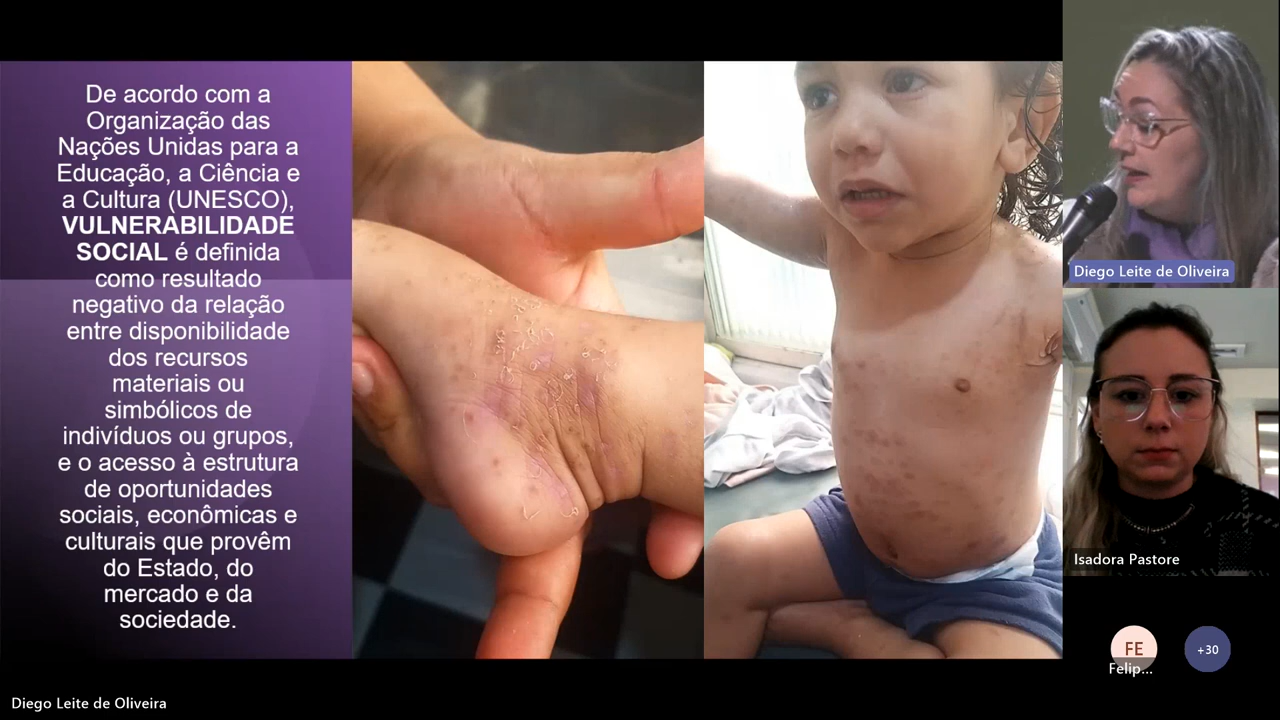 De acordo com a
Organização das
Nações Unidas para a
Educação, a Ciência e
a Cultura (UNESCO),
VULNERABILIDADE
SOCIAL é definida
como resultado
negativo da relação
entre disponibilidade
dos recursos
materiais ou
simbólicos de
indivíduos ou grupos,
e o acesso à estrutura
de oportunidades
sociais, econômicas e
culturais que provêm
do Estado, do
mercado e da
sociedade.
Diego Leite de Oliveira
Isadora Pastore
FE
Felip...
+30
Diego Leite de Oliveira